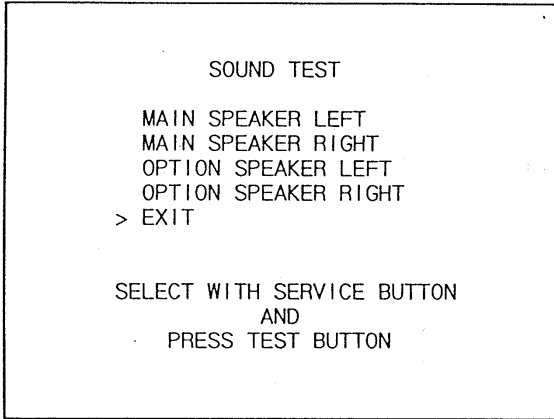 SOUND TEST
MAIN SPEAKER LEFT
MAIN SPEAKER RIGHT
OPTION SPEAKER LEFT
OPTION SPEAKER RIGHT
> EXIT
SELECT WITH SERVICE BUTTON
AND
PRESS TEST BUTTON